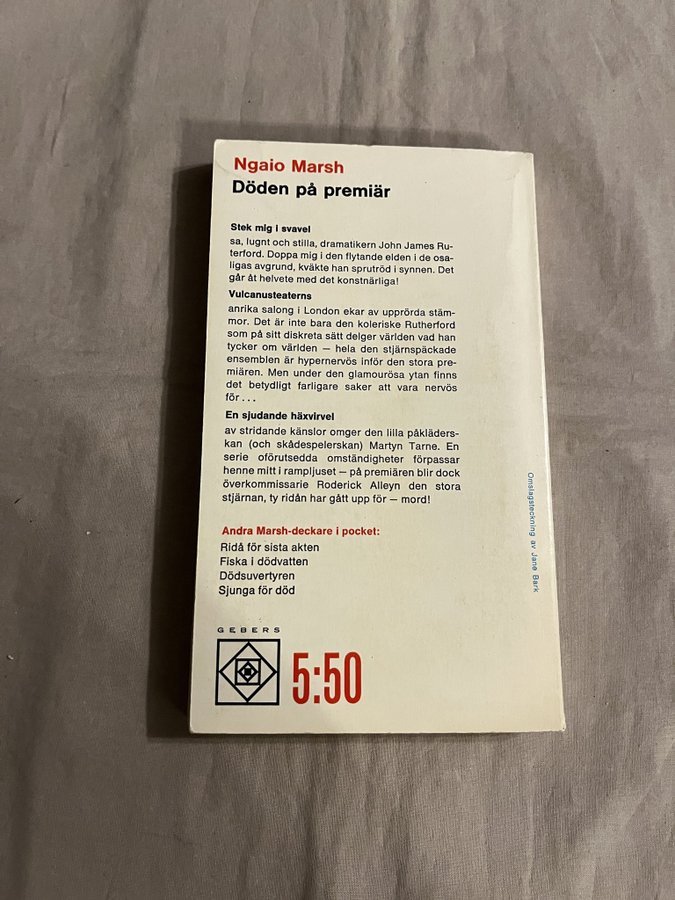 Ngaio Marsh
Döden på premiär
Stek mig i svavel
sa, lugnt och stilla, dramatikern John James Ru-
terford. Doppa mig i den flytande elden i de osa-
ligas avgrund, kväkte han sprutröd i synnen. Det
går åt helvete med det konstnärliga!
Vulcanusteaterns
anrika salong i London ekar av upprörda stäm-
mor. Det är inte bara den koleriske Rutherford
som på sitt diskreta sätt delger världen vad han
tycker om världen — hela den stjärnspäckade
ensemblen är hypernervös inför den stora pre-
miären. Men under den glamourösa ytan finns
det betydligt farligare saker att vara nervös
för...
En sjudande häxvirvel
av stridande känslor omger den lilla påkläders-
kan (och skådespelerskan) Martyn Tarne. En
serie oförutsedda omständigheter förpassar
henne mitt i rampljuset — på premiären blir dock
överkommissarie Roderick Alleyn den stora
stjärnan, ty ridån har gått upp för — mord!
Andra Marsh-deckare i pocket:
Ridå för sista akten
Fiska i dödvatten
Dödsuvertyren
Sjunga för död
GEBERS
5:50
Omslagsteckning av Jane Bark